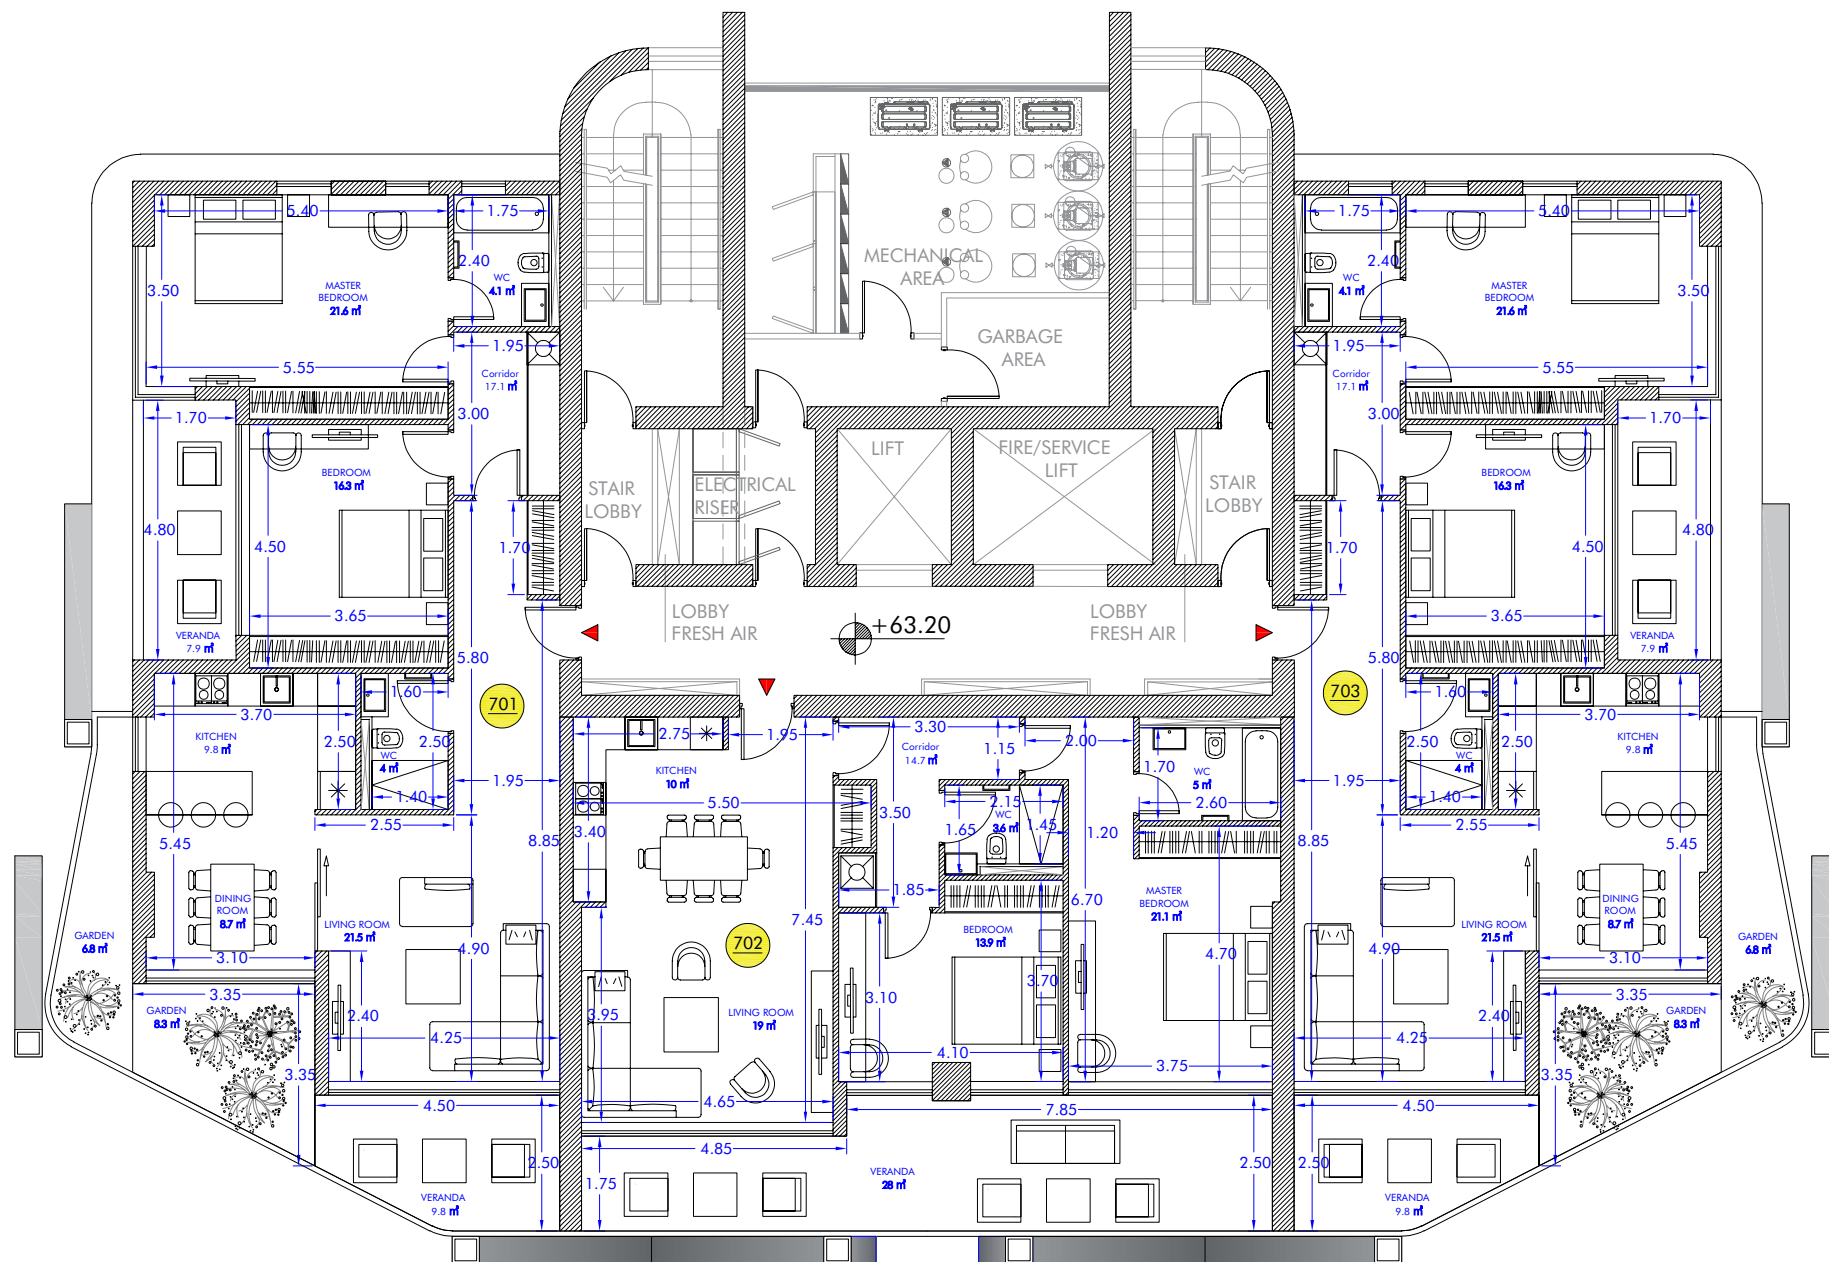 5.40
1.75
2.40
WC
4.1 ㎡
3.50
MASTER
BEDROOM
21.6 ㎡
1.95
5.55
Corridor
17.1 ㎡
3.00
1.70
BEDROOM
16.3 ㎡
4.80
4.50
1.70
3.65
VERANDA
7.9 ㎡
5.80
701
1.60
3.70
KITCHEN
9.8 ㎡
2.50
2.50
WC
4 ㎡
1.40
1.95
2.55
5.45
8.85
DINING
ROOM
8.7 ㎡
LIVING ROOM
21.5 ㎡
GARDEN
6.8 ㎡
3.10
4.90
3.35
GARDEN
8.3 ㎡
2.40
4.25
3.35
4.50
2.50
VERANDA
9.8 ㎡
MECHANICAL
AREA
GARBAGE
AREA
LIFT
FIRE/SERVICE
LIFT
STAIR
LOBBY
ELECTRICAL
RISER
STAIR
LOBBY
LOBBY
FRESH AIR
+63.20
LOBBY
FRESH AIR
2.75
1.95
3.30
1.15
2.00
Corridor
14.7 ㎡
KITCHEN
10 ㎡
1.70
WC
5 ㎡
5.50
2.15
2.60
3.50
WC
3.6 ㎡
3.40
1.65
1.45
1.20
1.85
6.70
MASTER
BEDROOM
21.1 ㎡
7.45
702
BEDROOM
13.9 ㎡
4.70
3.70
3.10
3.95
LIVING ROOM
19 ㎡
4.10
3.75
4.65
7.85
4.85
1.75
VERANDA
28 ㎡
2.50
1.75
5.40
2.40
WC
4.1 ㎡
MASTER
BEDROOM
21.6 ㎡
3.50
1.95
5.55
Corridor
17.1 ㎡
3.00
1.70
BEDROOM
16.3 ㎡
4.80
4.50
1.70
3.65
VERANDA
7.9 ㎡
5.80
703
1.60
3.70
KITCHEN
9.8 ㎡
2.50
2.50
WC
4 ㎡
1.40
1.95
2.55
5.45
8.85
DINING
ROOM
8.7 ㎡
LIVING ROOM
21.5 ㎡
GARDEN
6.8 ㎡
3.10
4.90
3.35
GARDEN
8.3 ㎡
2.40
4.25
3.35
4.50
2.50
VERANDA
9.8 ㎡